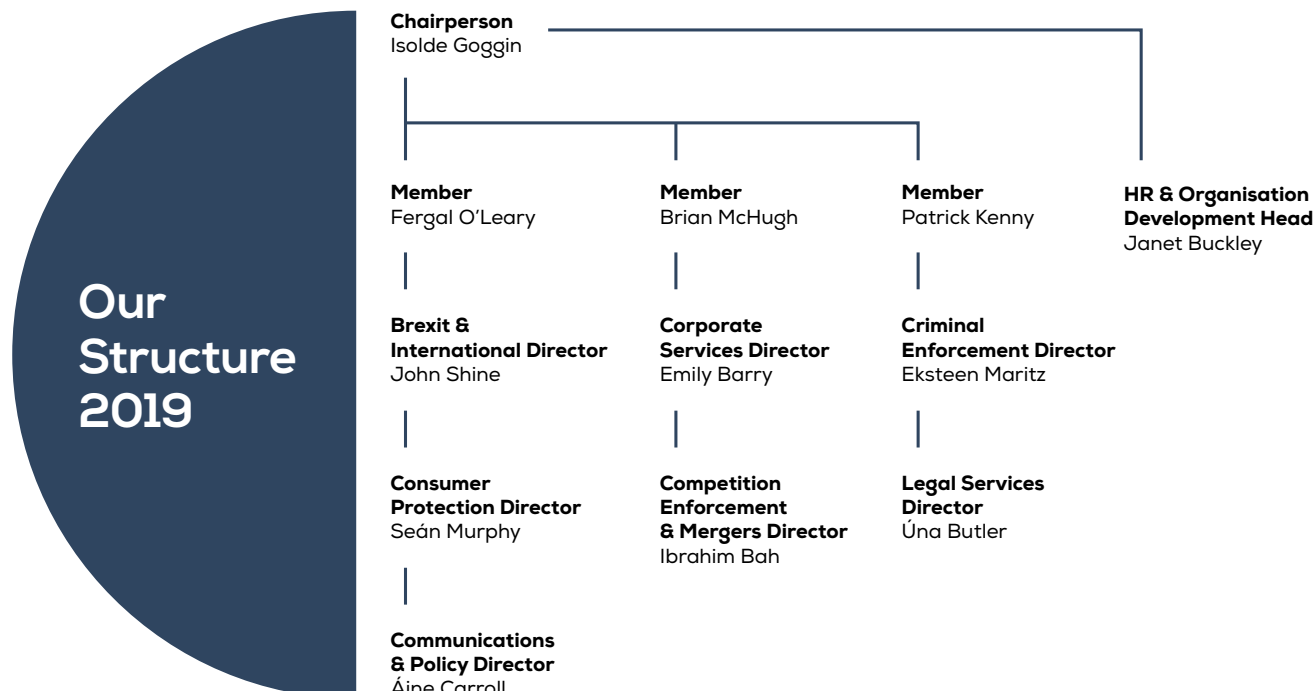 Our
Structure
2019
Chairperson
Isolde Goggin
Member
Fergal O'Leary
Member
Brian McHugh
Member
Patrick Kenny
HR & Organisation
Development Head
Janet Buckley
Brexit &
International Director
John Shine
Corporate
Services Director
Emily Barry
Criminal
Enforcement Director
Eksteen Maritz
Consumer
Protection Director
Seán Murphy
Competition
Enforcement
& Mergers Director
Ibrahim Bah
Legal Services
Director
Úna Butler
Communications
& Policy Director
Áine Carroll